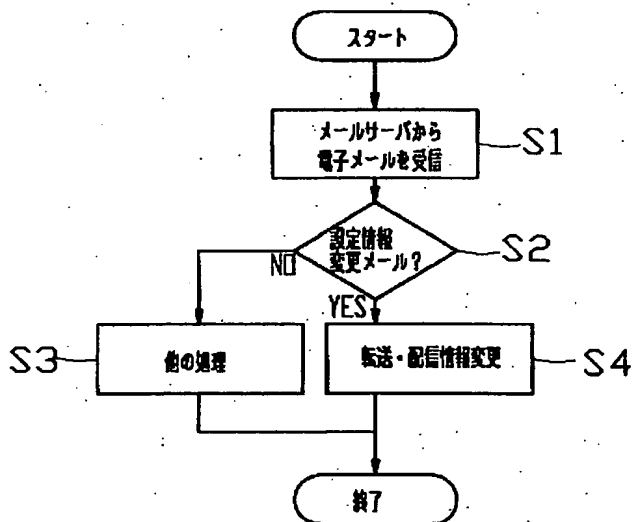 スタート
メールサーバから
電子メールを受信
S1
設定情報
変更メール?
S2
NO
YES
他の処理
S3
転送・配信情報変更
S4
終了